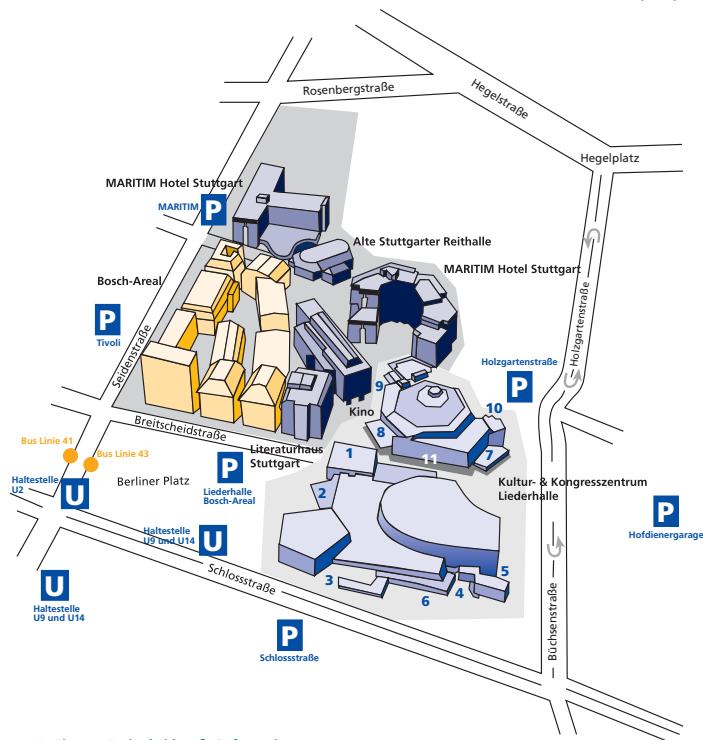 Rosenbergstraße
Hegelstraße
Hegelplatz
MARITIM Hotel Stuttgart
MARITIM
P
Alte Stuttgarter Reithalle
MARITIM Hotel Stuttgart
Bosch-Areal
P
Tivoli
Seidenstraße
Holzgartenstraße
Holzgartenstraße
P
9
10
Kino
8
7
11
Breitscheidstraße
Literaturhaus
Stuttgart
Bus Linie 41
Bus Linie 43
Haltestelle
U2
U
Berliner Platz
P
Liederhalle
Bosch-Areal
1
2
Kultur- & Kongresszentrum
Liederhalle
P
Hofdienergarage
Haltestelle
U9 und U14
U
Schlossstraße
3
6
4
5
U
Haltestelle
U9 und U14
P
Schlossstraße
Büchsenstraße